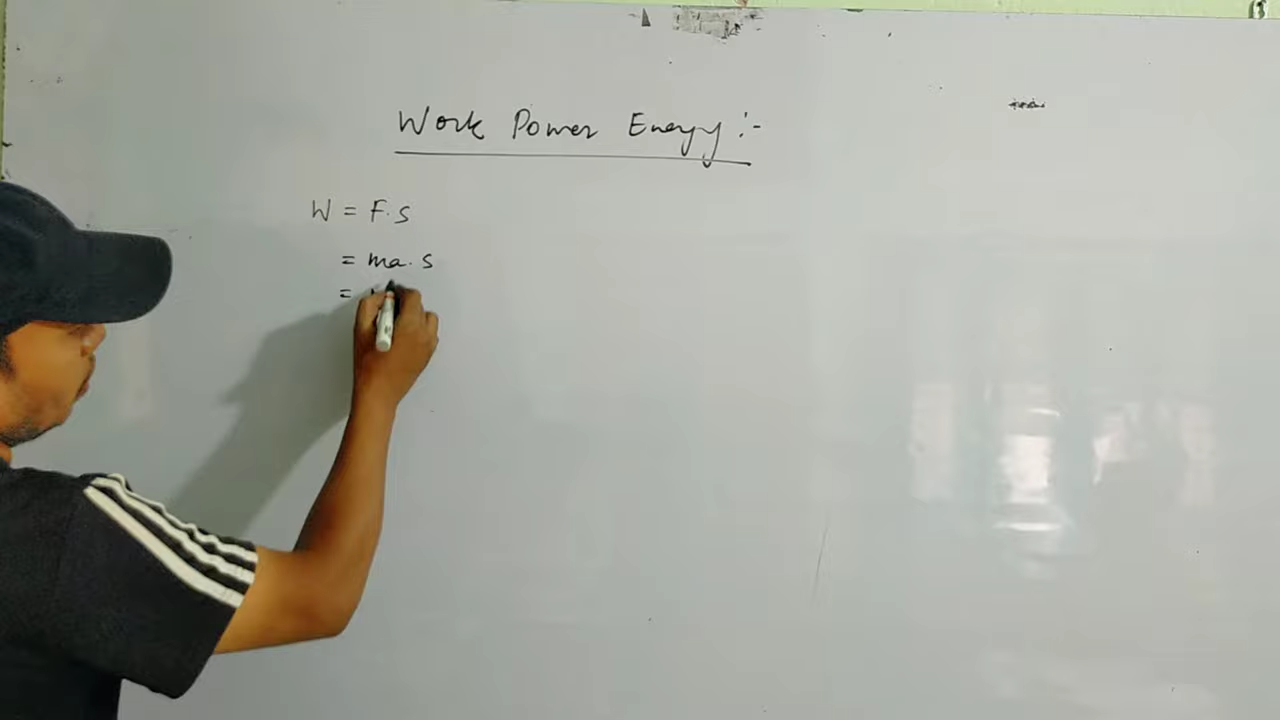 Work Power Energy :-
W = F.s
= ma.s
=